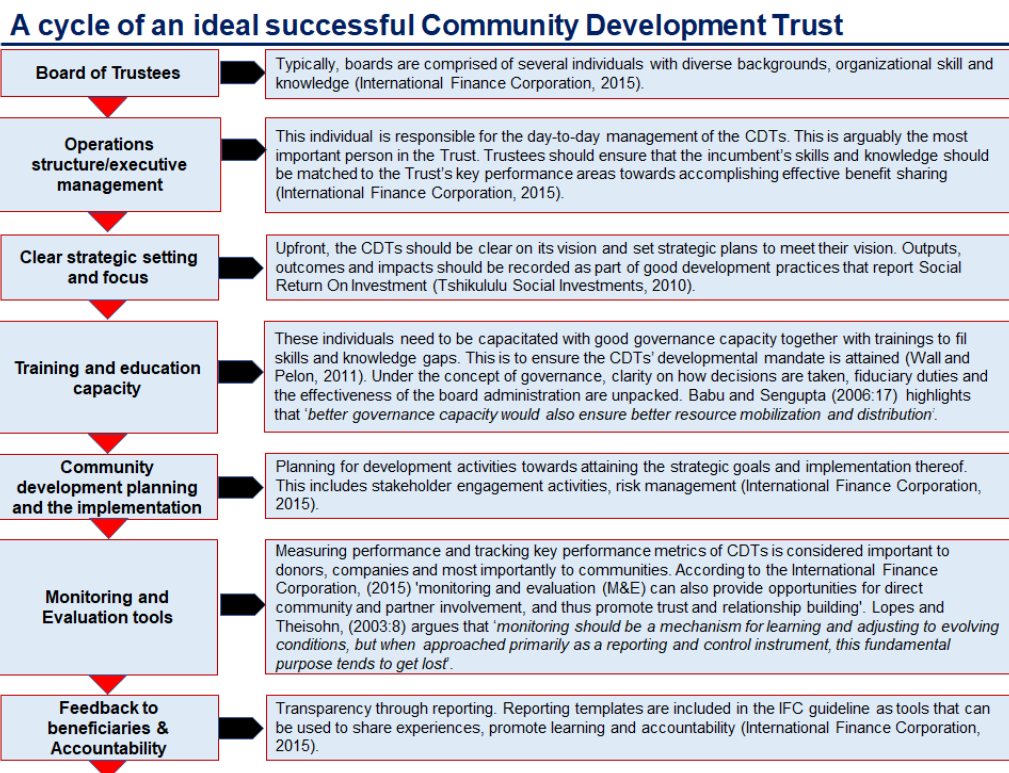 A cycle of an ideal successful Community Development Trust
Board of Trustees
Typically, boards are comprised of several individuals with diverse backgrounds, organizational skill and
knowledge (International Finance Corporation, 2015).
Operations
structure/executive
management
This individual is responsible for the day-to-day management of the CDTs. This is arguably the most
important person in the Trust. Trustees should ensure that the incumbent's skills and knowledge should
be matched to the Trust's key performance areas towards accomplishing effective benefit sharing
(International Finance Corporation, 2015).
Clear strategic setting
and focus
Upfront, the CDTs should be clear on its vision and set strategic plans to meet their vision. Outputs,
outcomes and impacts should be recorded as part of good development practices that report Social
Return On Investment (Tshikululu Social Investments, 2010).
Training and education
capacity
These individuals need to be capacitated with good governance capacity together with trainings to fil
skills and knowledge gaps. This is to ensure the CDTs' developmental mandate is attained (Wall and
Pelon, 2011). Under the concept of governance, clarity on how decisions are taken, fiduciary duties and
the effectiveness of the board administration are unpacked. Babu and Sengupta (2006:17) highlights
that 'better governance capacity would also ensure better resource mobilization and distribution'.
Community
development planning
and the implementation
Planning for development activities towards attaining the strategic goals and implementation thereof.
This includes stakeholder engagement activities, risk management (International Finance Corporation,
2015).
Monitoring and
Evaluation tools
Measuring performance and tracking key performance metrics of CDTs is considered important to
donors, companies and most importantly to communities. According to the International Finance
Corporation, (2015) 'monitoring and evaluation (M&E) can also provide opportunities for direct
community and partner involvement, and thus promote trust and relationship building'. Lopes and
Theisohn, (2003:8) argues that 'monitoring should be a mechanism for learning and adjusting to evolving
conditions, but when approached primarily as a reporting and control instrument, this fundamental
purpose tends to get lost'.
Feedback to
beneficiaries &
Accountability
Transparency through reporting. Reporting templates are included in the IFC guideline as tools that can
be used to share experiences, promote learning and accountability (International Finance Corporation,
2015).